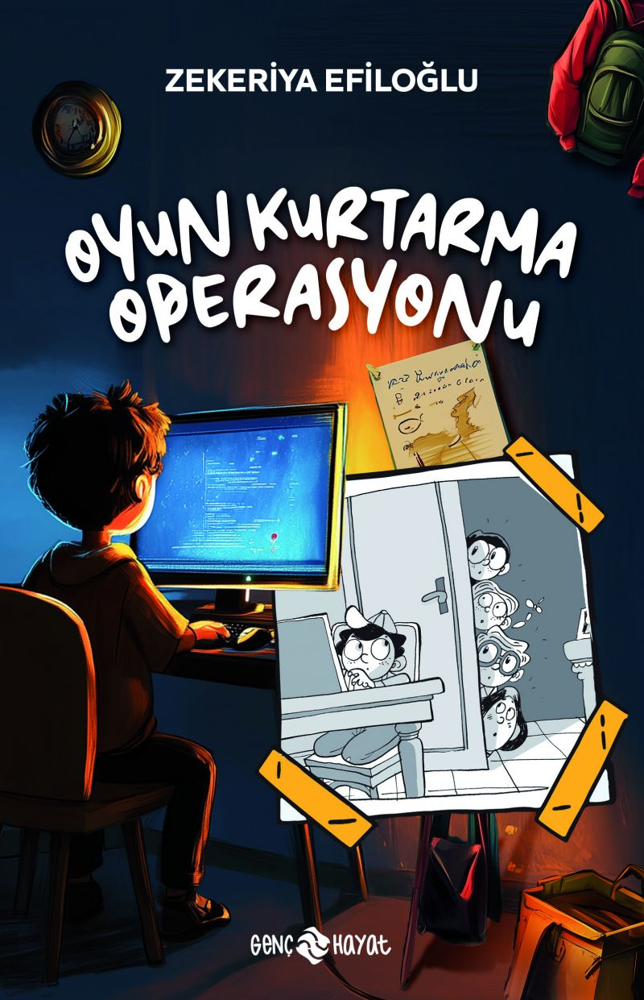 ZEKERİYA EFİLOĞLU
OYUN KURTARMA
OPERASYONU
GENÇ HAYAT